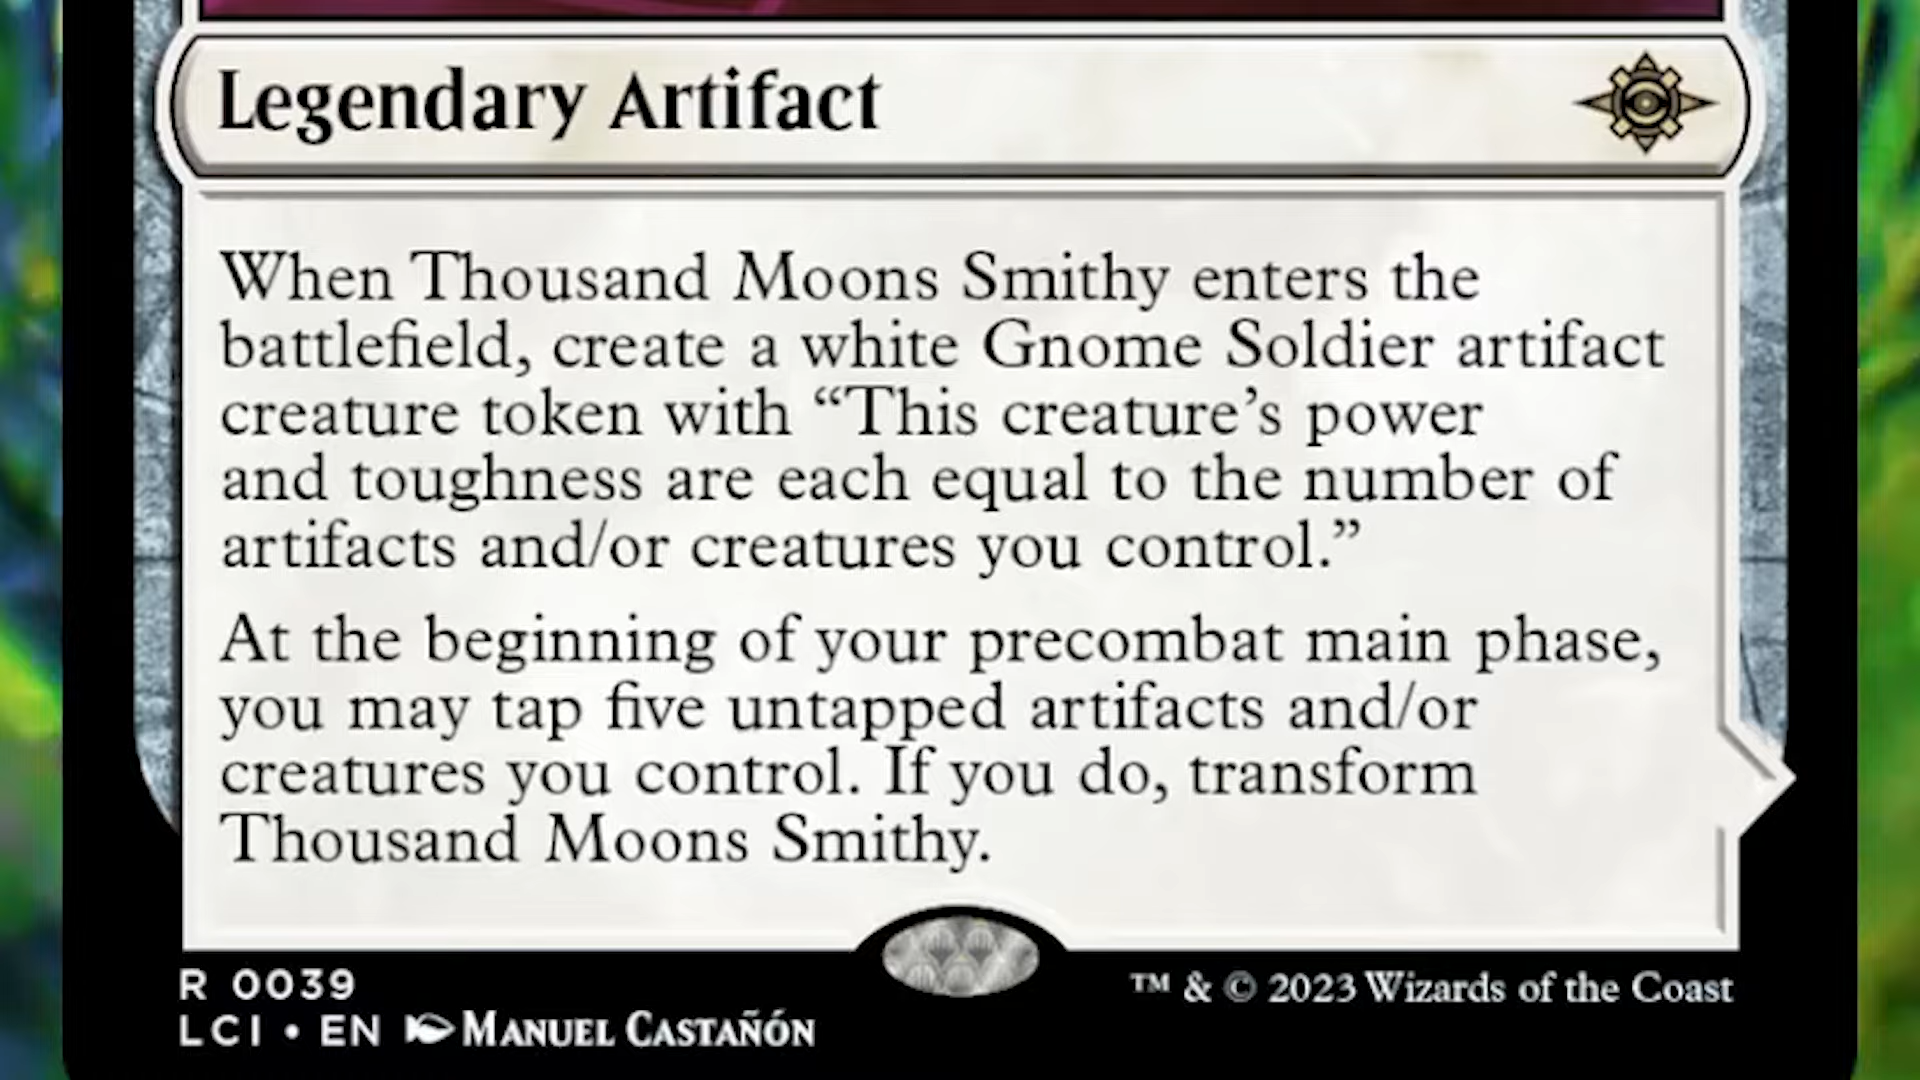 Legendary Artifact
When Thousand Moons Smithy enters the
battlefield, create a white Gnome Soldier artifact
creature token with “This creature’s power
and toughness are each equal to the number of
artifacts and/or creatures you control.”
At the beginning of your precombat main phase,
you may tap five untapped artifacts and/or
creatures you control. If you do, transform
Thousand Moons Smithy.
R 0039
™ & © 2023 Wizards of the Coast
LCI • EN Manuel Castañón